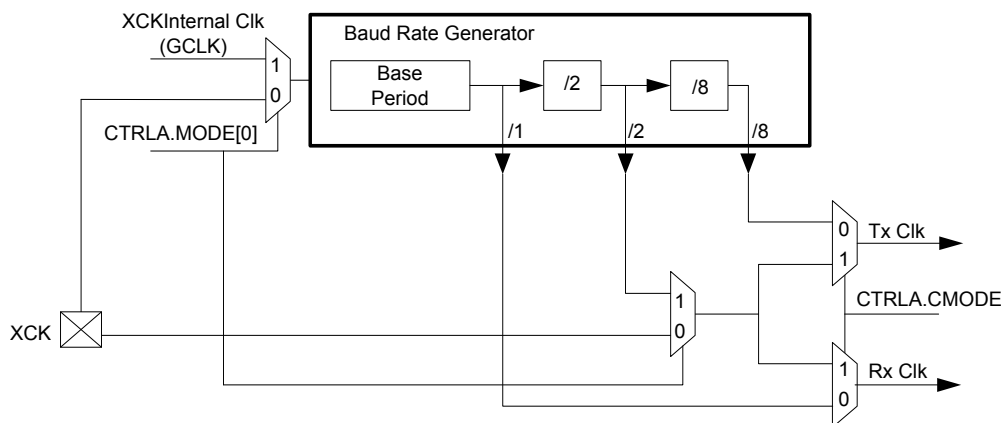 XCKInternal Clk
(GCLK)
Baud Rate Generator
1
0
Base
Period
/2
/8
CTRLA.MODE[0]
/1
/2
/8
0
1
Tx Clk
XCK
1
0
CTRLA.CMODE
1
0
Rx Clk